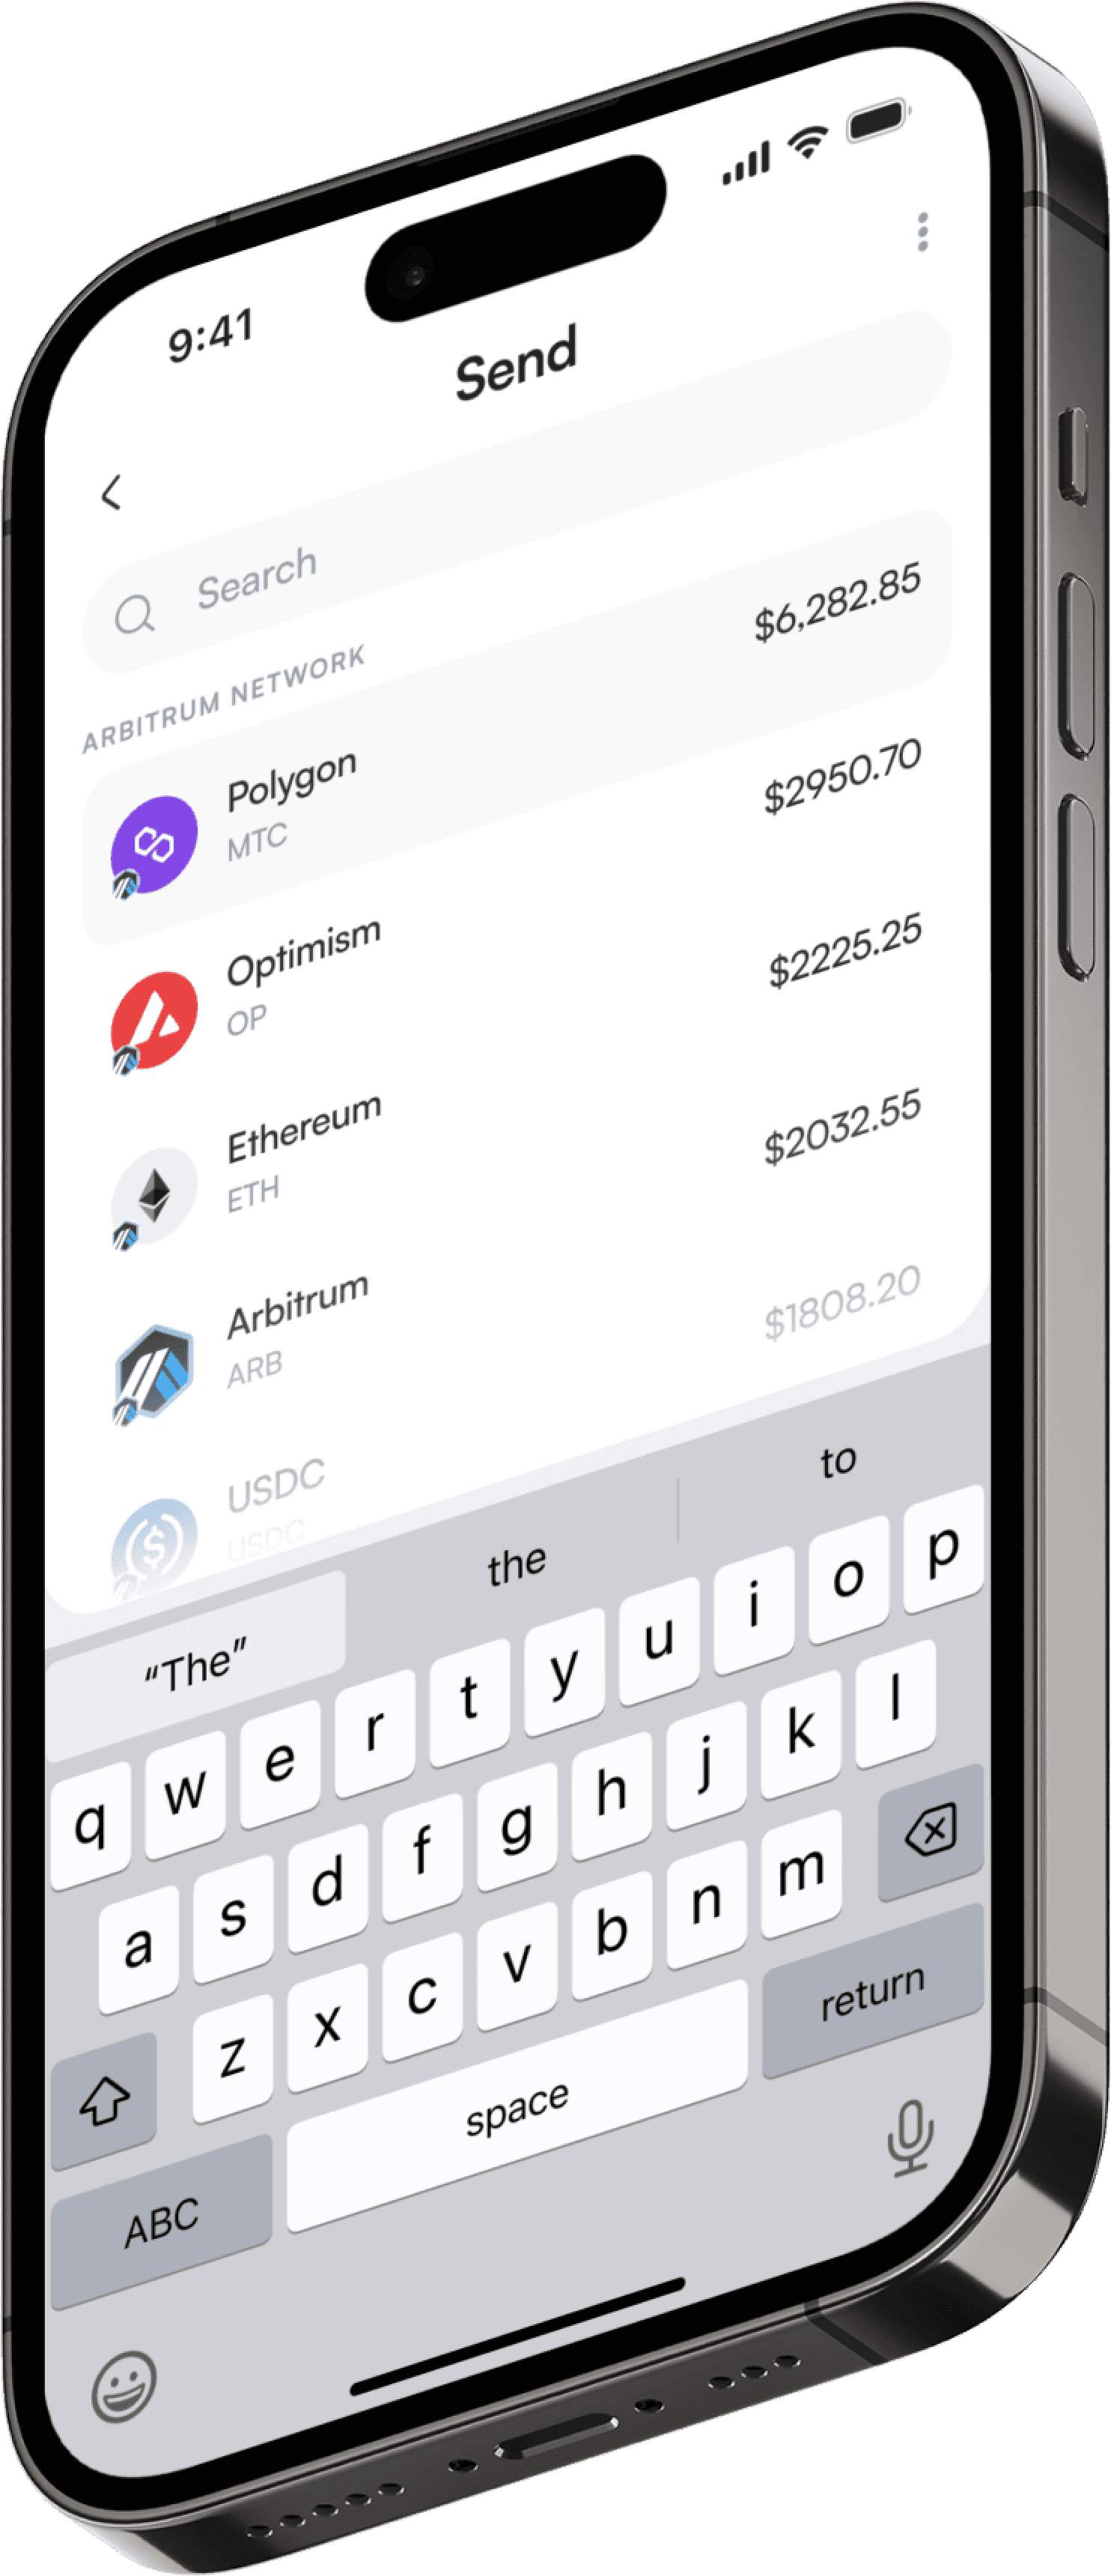 9:41
Send
Search
ARBITRUM NETWORK
Polygon
MTC
$6,282.85
Optimism
OP
$2950.70
Ethereum
ETH
$2225.25
Arbitrum
ARB
$2032.55
USDC
USDC
$1808.20
“The” the to
q w e r t y u i o p
a s d f g h j k l
z x c v b n m
ABC space return